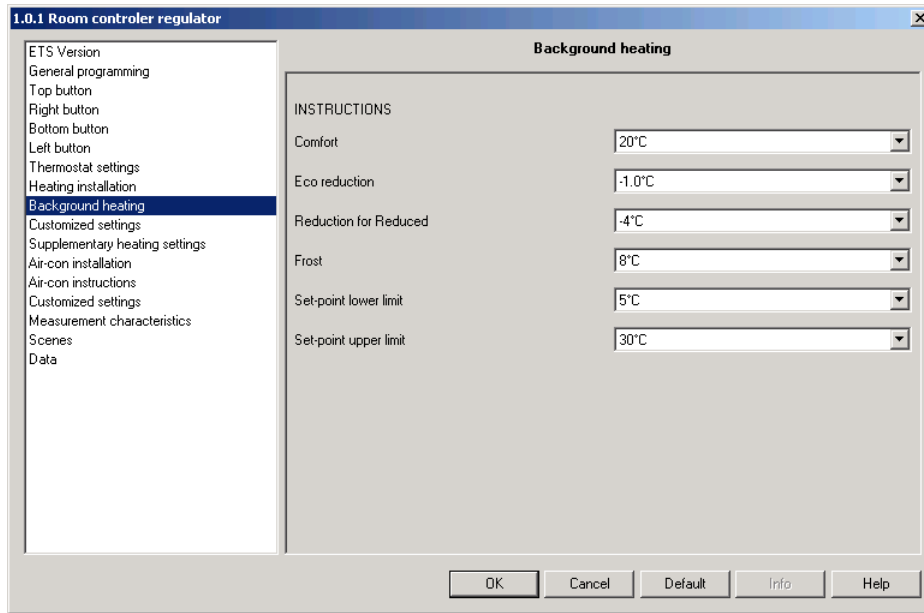 1.0.1 Room controler regulator
ETS Version
General programming
Top button
Right button
Bottom button
Left button
Thermostat settings
Heating installation
Background heating
Customized settings
Supplementary heating settings
Air-con installation
Air-con instructions
Customized settings
Measurement characteristics
Scenes
Data
Background heating
INSTRUCTIONS
Comfort 20°C
Eco reduction -1.0°C
Reduction for Reduced -4°C
Frost 8°C
Set-point lower limit 5°C
Set-point upper limit 30°C
OK Cancel Default Info Help